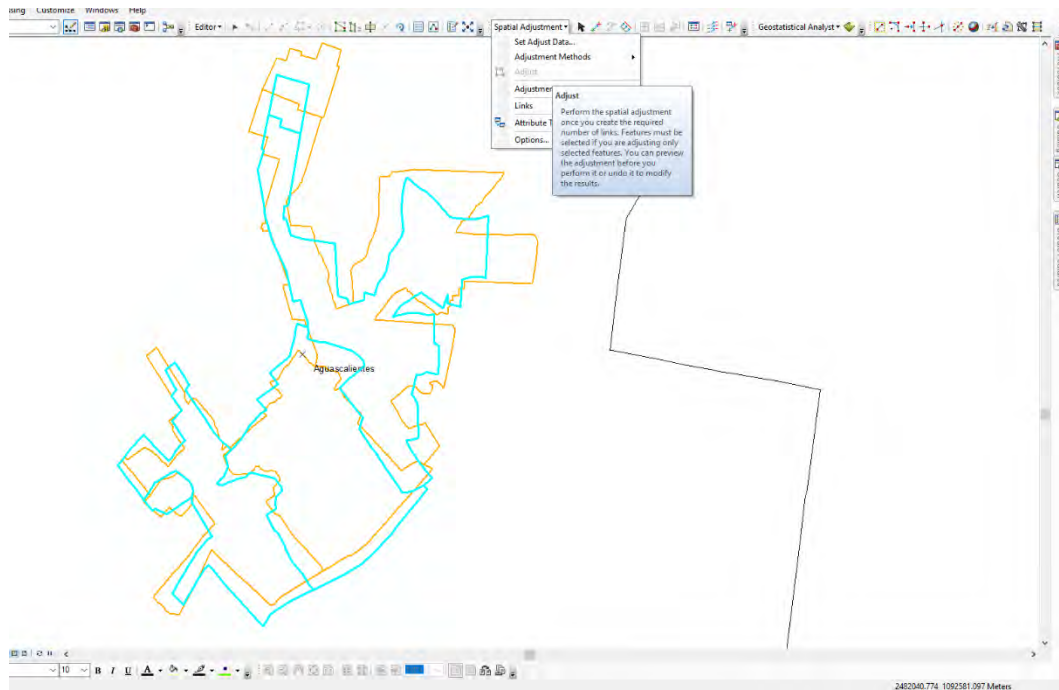 Customize Windows Help
Editor▾
Spatial Adjustment▾
Geostatistical Analyst▾
Set Adjust Data...
Adjustment Methods
Adjust
Links
Options...
Adjust
Perform the spatial adjustment
once you create the required
number of links. Features must be
selected if you are adjusting only
selected features. You can preview
the adjustment before you
perform it or undo it to modify
the results.
Aguascalientes
10
B I U A
2482040.774 1092581.097 Meters